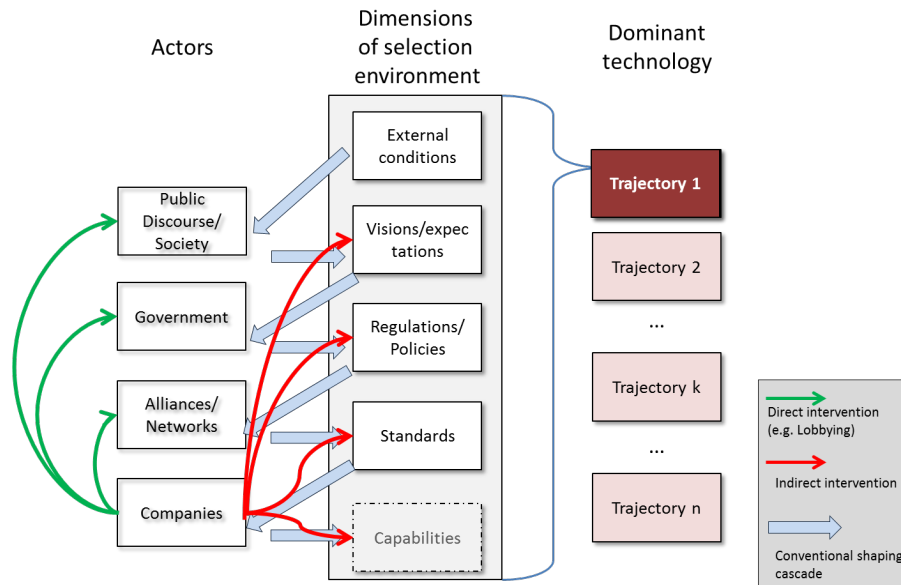 Actors
Dimensions
of selection
environment
Dominant
technology
External
conditions
Public
Discourse/
Society
Visions/expec
tations
Government
Regulations/
Policies
Alliances/
Networks
Standards
Companies
Capabilities
Trajectory 1
Trajectory 2
...
Trajectory k
...
Trajectory n
Direct intervention
(e.g. Lobbying)
Indirect intervention
Conventional shaping
cascade